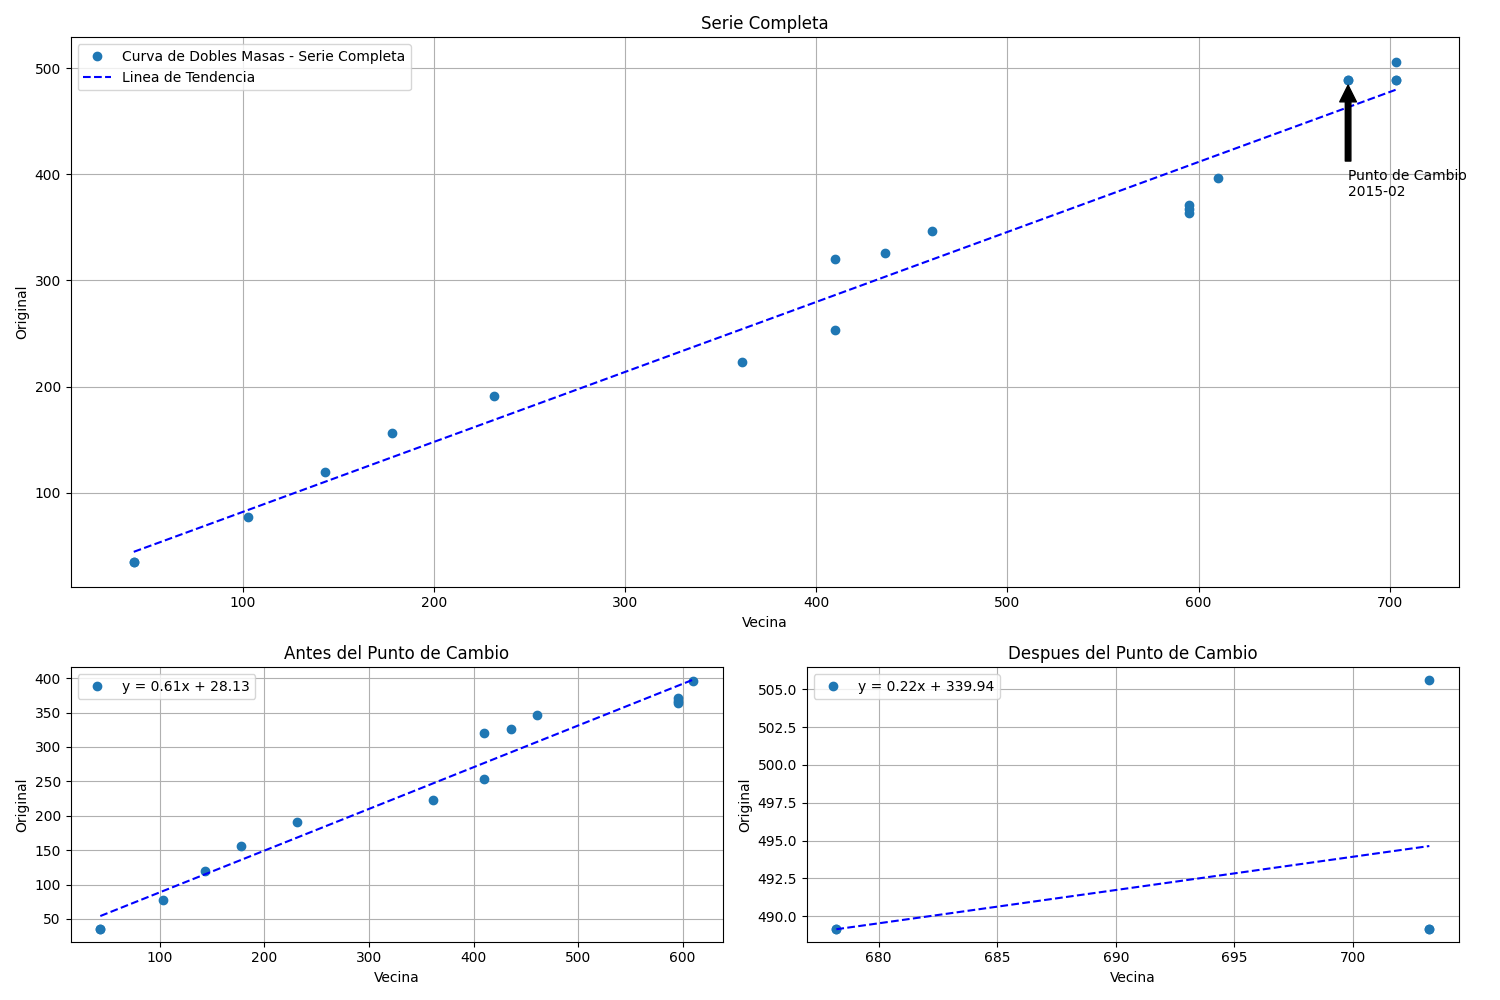 Serie Completa
Curva de Dobles Masas - Serie Completa
Linea de Tendencia
500
400
300
200
100
Original
Punto de Cambio
2015-02
100 200 300 400 500 600 700
Vecina
Antes del Punto de Cambio
y = 0.61x + 28.13
400
350
300
250
200
150
100
50
Original
100 200 300 400 500 600
Vecina
Despues del Punto de Cambio
y = 0.22x + 339.94
505.0
502.5
500.0
497.5
495.0
492.5
490.0
Original
680 685 690 695 700
Vecina